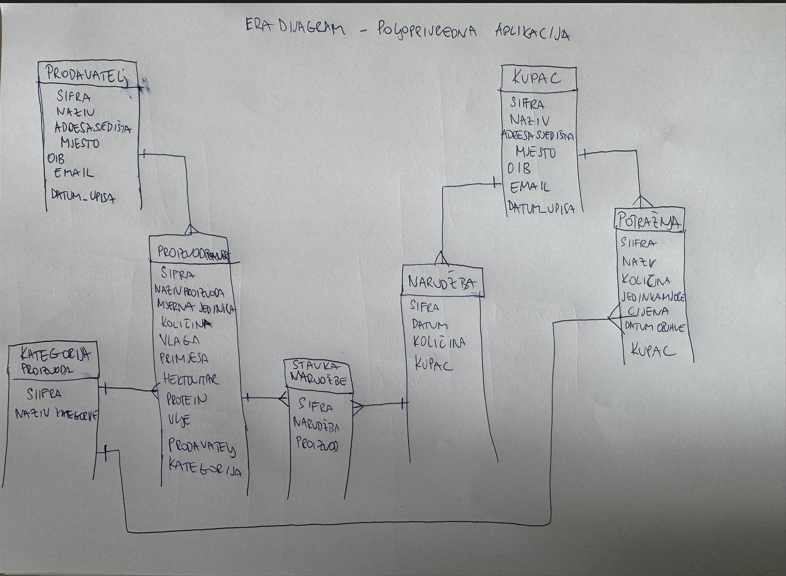 ERA DIJAGRAM - POLJOPRIVREDNA APLIKACIJA
PRODAVATELJ
SIFRA
NAZIV
ADRESA SJEDIŠTA
MJESTO
OIB
EMAIL
DATUM_UPISA
KUPAC
SIFRA
NAZIV
ADRESA SJEDIŠTA
MJESTO
OIB
EMAIL
DATUM_UPISA
PROIZVOD
SIFRA
NAZIV PROIZVODA
MJERNA JEDINICA
KOLIČINA
VLAGA
PRIMJESA
HEKTOLITAR
PROTEIN
ULJE
PRODAVATELJ
KATEGORIJA
NARUDŽBA
SIFRA
DATUM
KOLIČINA
KUPAC
POTRAŽNJA
SIFRA
NAZIV
KOLIČINA
CIJENA
DATUM OBJAVE
KUPAC
KATEGORIJA
PROIZVODA
SIFRA
NAZIV KATEGORIJE
STAVKA
NARUDŽBE
SIFRA
NARUDŽBA
PROIZVOD